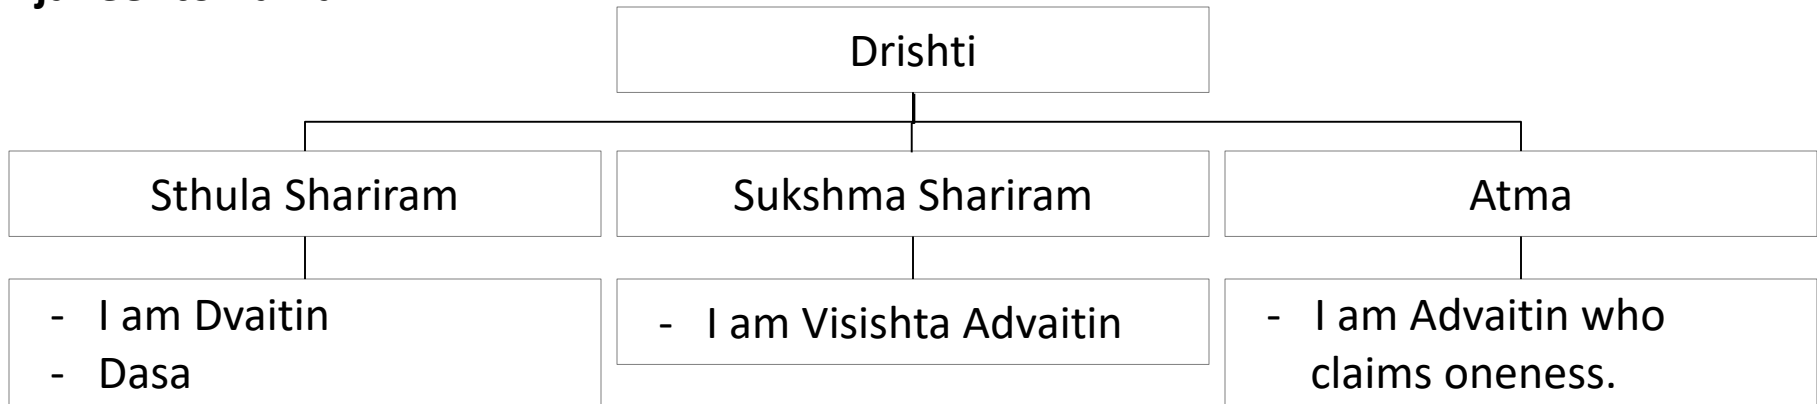 Drishti
Sthula Shariram
Sukshma Shariram
Atma
- I am Dvaitin
- Dasa
- I am Visishta Advaitin
- I am Advaitin who
claims oneness.